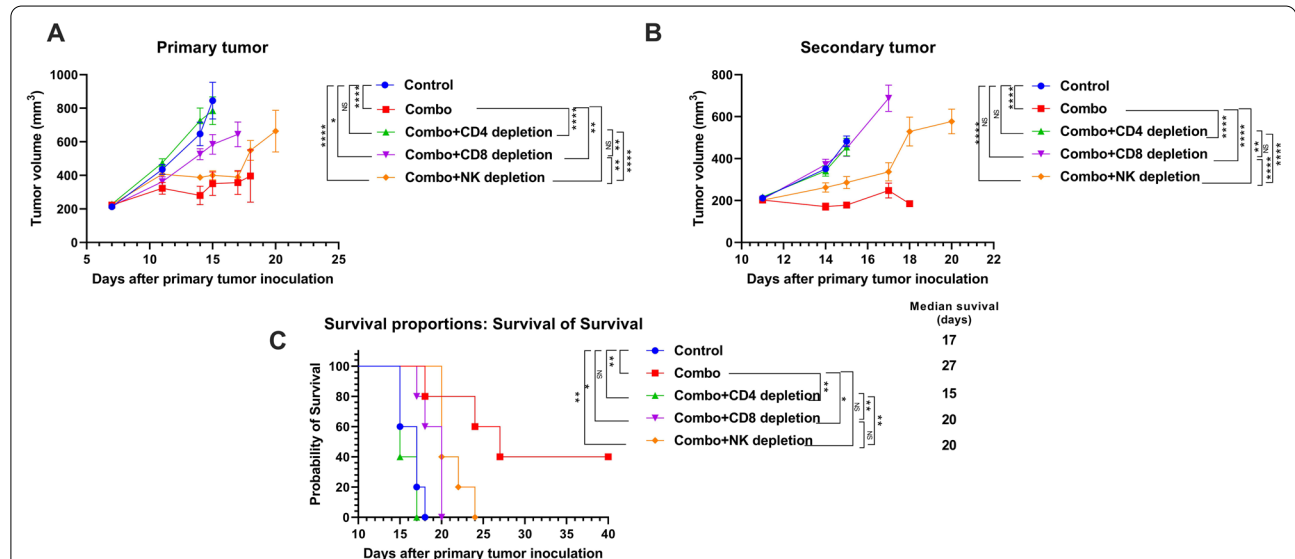 A
Primary tumor
1000
800
600
400
200
0
5
10
15
20
25
Tumor volume (mm3)
Days after primary tumor inoculation
Control
Combo
Combo+CD4 depletion
Combo+CD8 depletion
Combo+NK depletion
****
*
NS
****
****
**
NS
**
**
****
B
Secondary tumor
800
600
400
200
0
10
12
14
16
18
20
22
Tumor volume (mm3)
Days after primary tumor inoculation
Control
Combo
Combo+CD4 depletion
Combo+CD8 depletion
Combo+NK depletion
****
NS
NS
****
****
****
**
NS
****
****
C
Survival proportions: Survival of Survival
100
80
60
40
20
0
10
15
20
25
30
35
40
Probability of Survival
Days after primary tumor inoculation
Control
Combo
Combo+CD4 depletion
Combo+CD8 depletion
Combo+NK depletion
**
*
NS
**
**
*
NS
**
NS
**
Median suvival
(days)
17
27
15
20
20